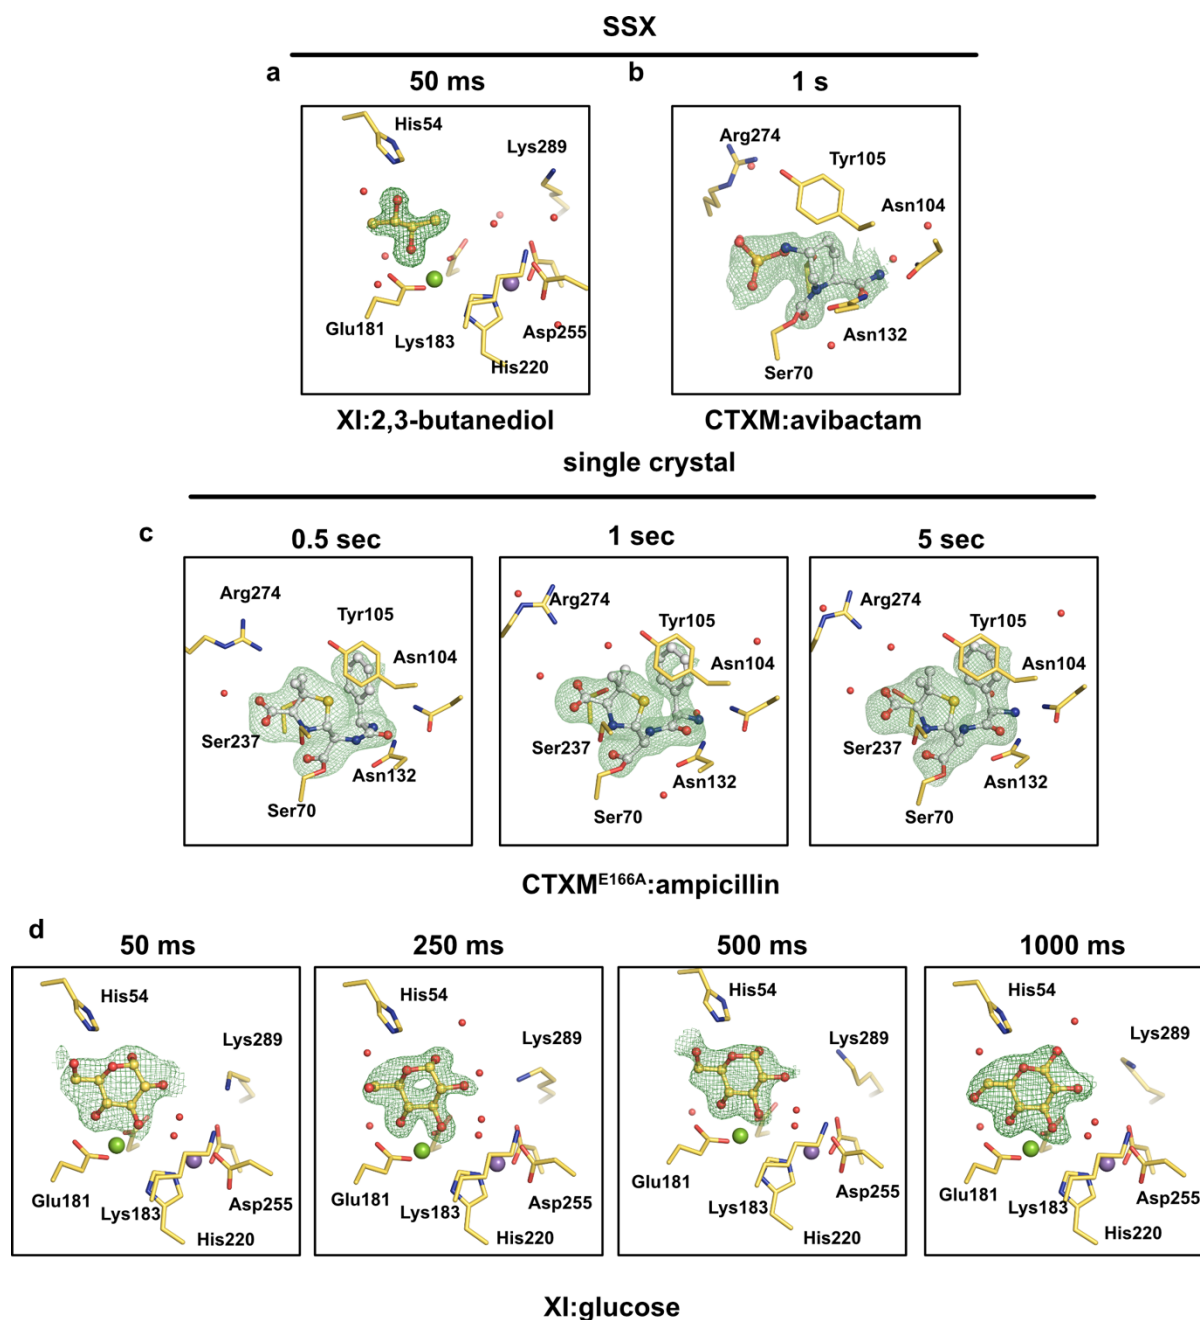 SSX
a
50 ms
b
1 s
His54
Lys289
Glu181
Lys183
Asp255
His220
Arg274
Tyr105
Asn104
Asn132
Ser70
XI:2,3-butanediol
CTXM:avibactam
single crystal
c
0.5 sec
1 sec
5 sec
Arg274
Tyr105
Asn104
Ser237
Asn132
Ser70
Arg274
Tyr105
Asn104
Ser237
Asn132
Ser70
Arg274
Tyr105
Asn104
Ser237
Asn132
Ser70
CTXM^E166A:ampicillin
d
50 ms
250 ms
500 ms
1000 ms
His54
Lys289
Glu181
Lys183
Asp255
His220
His54
Lys289
Glu181
Lys183
Asp255
His220
His54
Lys289
Glu181
Lys183
Asp255
His220
His54
Lys289
Glu181
Lys183
Asp255
His220
XI:glucose